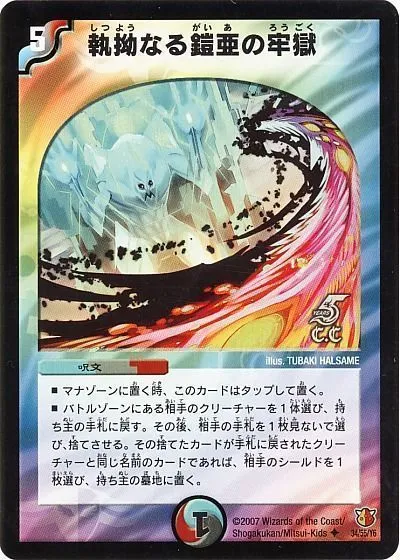 5
しつよう がいあ ろうごく
執拗なる鎧亜の牢獄
5 YEARS
C.C
illus. TUBAKI HALSAME
呪文
■ マナゾーンに置く時、このカードはタップして置く。
■ バトルゾーンにある相手のクリーチャーを1体選び、持
ち主の手札に戻す。その後、相手の手札を1枚見ないで選
び、捨てさせる。その捨てたカードが手札に戻されたクリー
チャーと同じ名前のカードであれば、相手のシールドを1
枚選び、持ち主の墓地に置く。
1
©2007 Wizards of the Coast/
Shogakukan/Mitsui-Kids
34/55/Y6